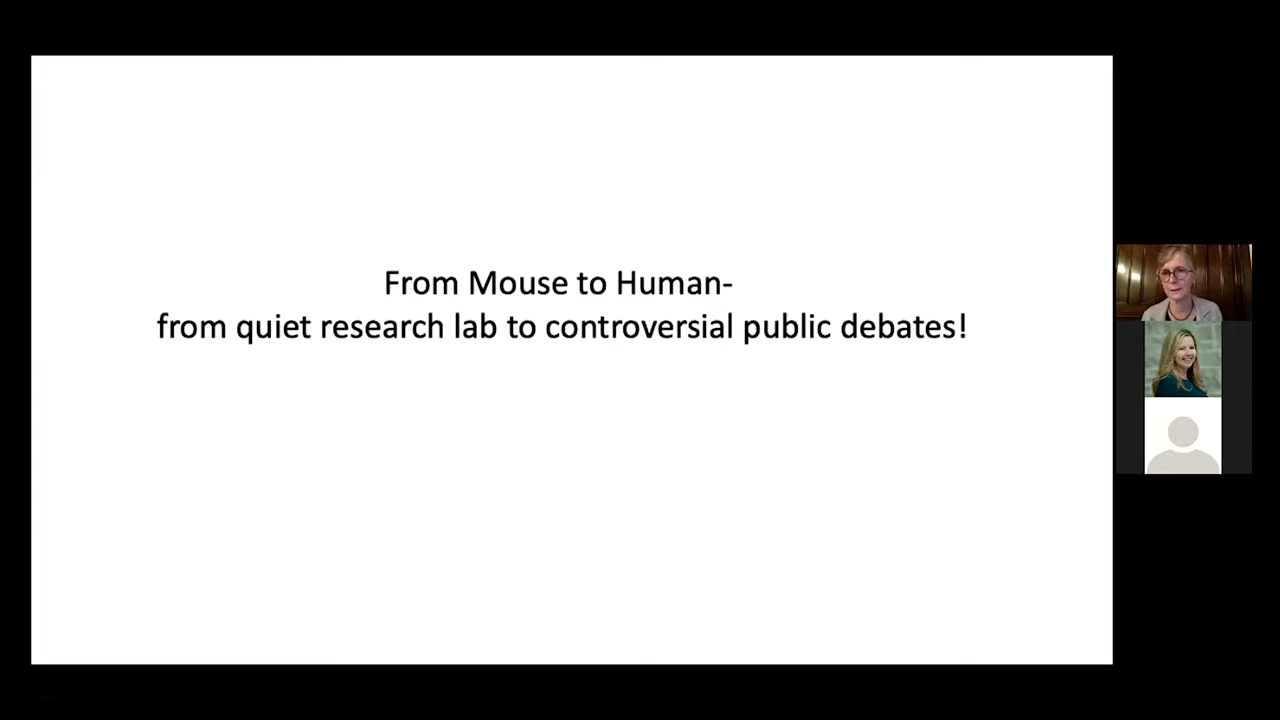 From Mouse to Human-
from quiet research lab to controversial public debates!